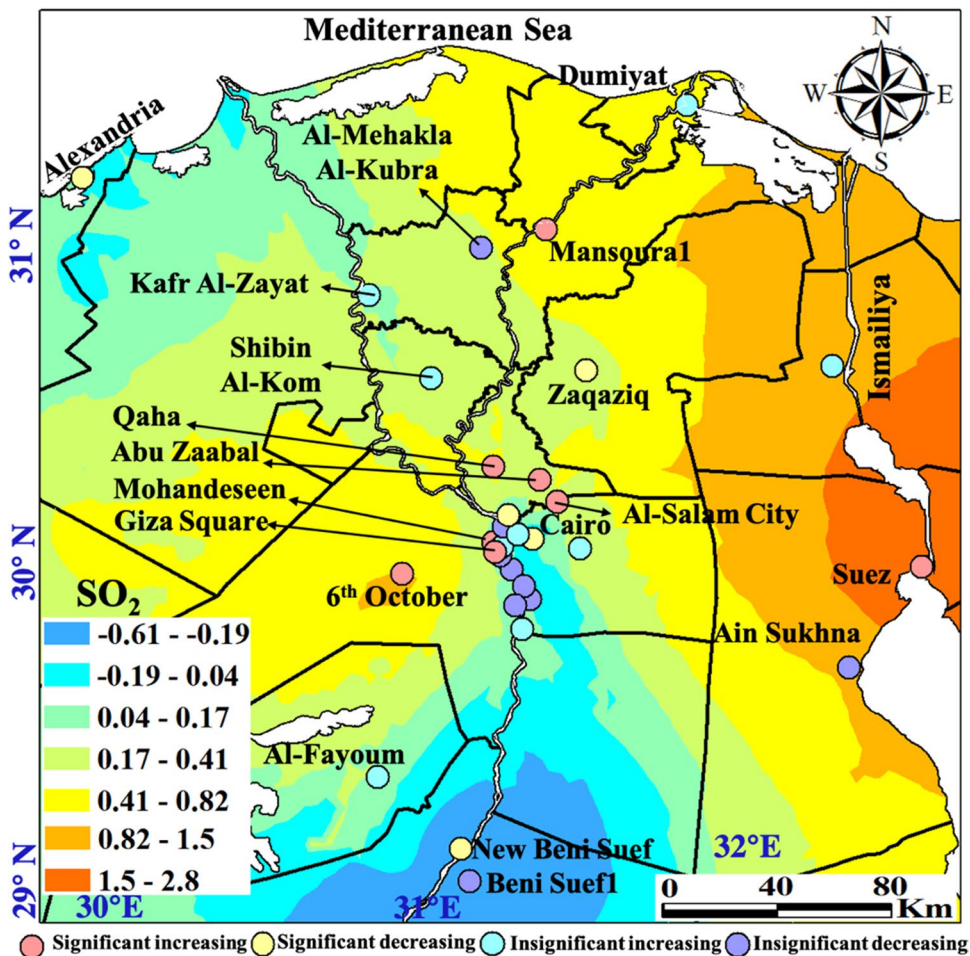 Mediterranean Sea
N
Dumiyat
W
E
S
Alexandria
Al-Mehakla
Al-Kubra
31° N
Mansoura1
Kafr Al-Zayat
Ismailiya
Shibin
Al-Kom
Zaqaziq
Qaha
Abu Zaabal
Mohandeseen
Giza Square
Cairo
Al-Salam City
30° N
6th October
Suez
SO2
-0.61 - -0.19
-0.19 - 0.04
0.04 - 0.17
0.17 - 0.41
0.41 - 0.82
0.82 - 1.5
1.5 - 2.8
Ain Sukhna
Al-Fayoum
New Beni Suef
Beni Suef1
32°E
29° N
30°E
31°E
0 40 80
Km
Significant increasing
Significant decreasing
Insignificant increasing
Insignificant decreasing